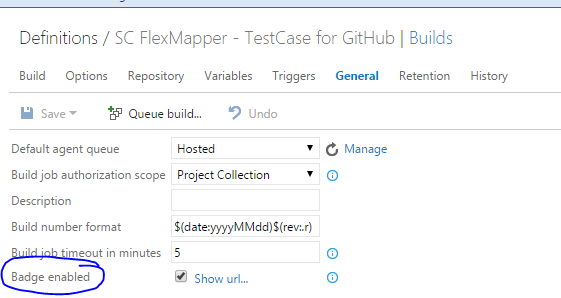 Definitions / SC FlexMapper - TestCase for GitHub | Builds
Build Options Repository Variables Triggers General Retention History
Save Queue build... Undo
Default agent queue Hosted Manage
Build job authorization scope Project Collection
Description
Build number format $(date:yyyyMMdd)$(rev:.r)
Build job timeout in minutes 5
Badge enabled Show url...